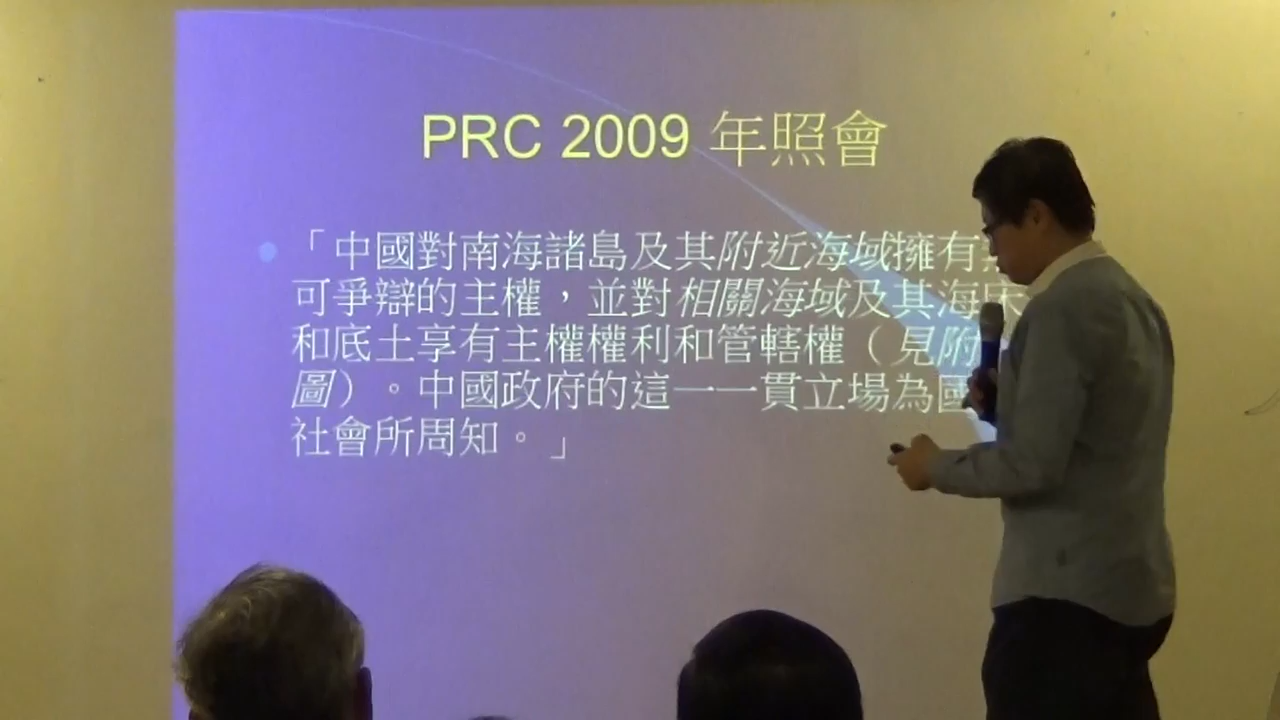 PRC 2009 年照會
「中國對南海諸島及其附近海域擁有
可爭辯的主權，並對相關海域及其海床
和底土享有主權權利和管轄權（見附
圖）。中國政府的這一一貫立場為國
社會所周知。」